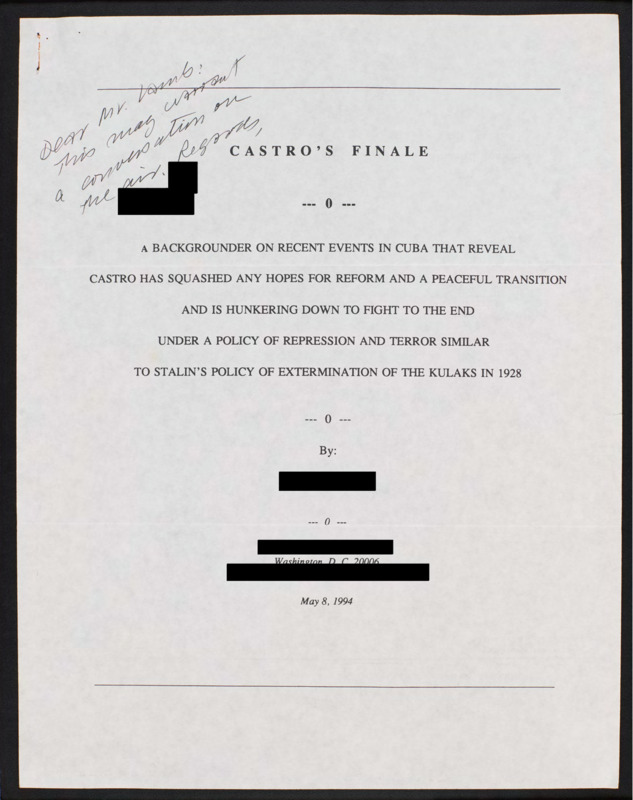 Dear Mr. Lamb:
This may warrant
a conversation on
the air. Regards,
CASTRO'S FINALE
--- 0 ---
A BACKGROUNDER ON RECENT EVENTS IN CUBA THAT REVEAL
CASTRO HAS SQUASHED ANY HOPES FOR REFORM AND A PEACEFUL TRANSITION
AND IS HUNKERING DOWN TO FIGHT TO THE END
UNDER A POLICY OF REPRESSION AND TERROR SIMILAR
TO STALIN'S POLICY OF EXTERMINATION OF THE KULAKS IN 1928
--- 0 ---
By:
--- 0 ---
Washington, D. C. 20006
May 8, 1994